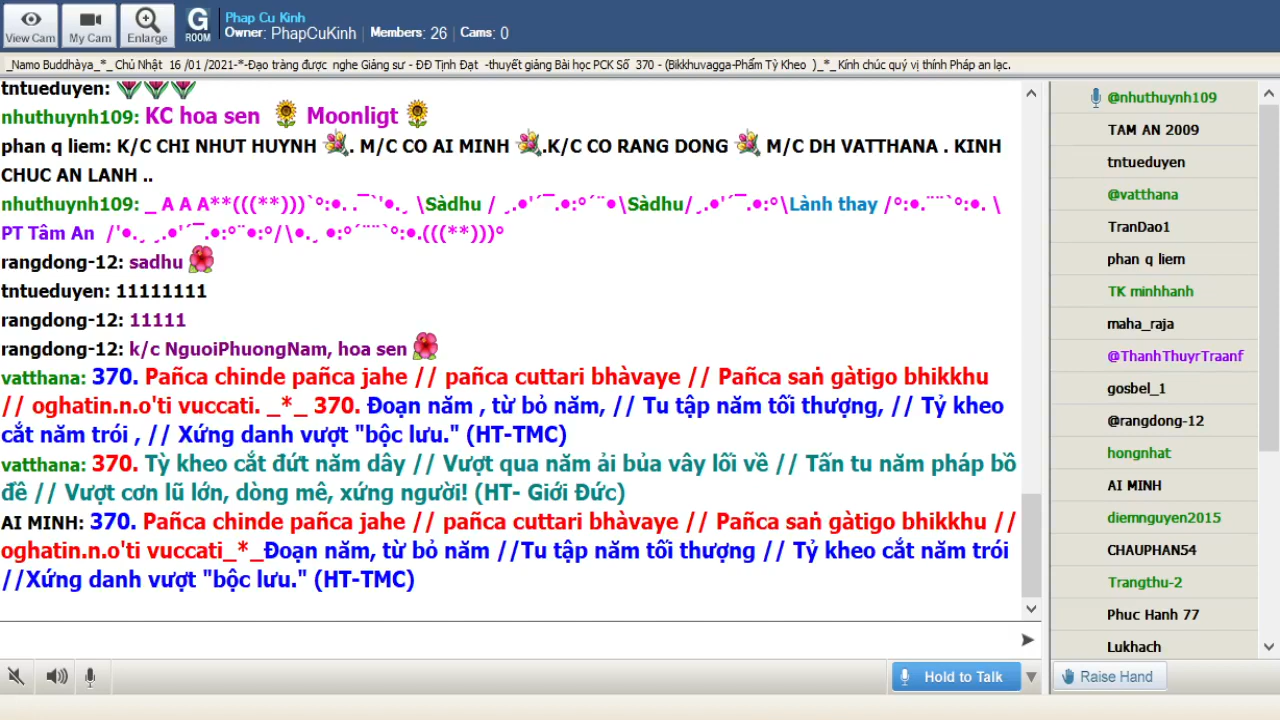 View Cam
My Cam
Enlarge
G
ROOM
Phap Cu Kinh
Owner: PhapCuKinh | Members: 26 | Cams: 0
_Namo Buddhàya_*_ Chủ Nhật 16 /01 /2021-*-Đạo tràng được nghe Giảng sư - ĐĐ Tịnh Đạt -thuyết giảng Bài học PCK Số 370 - (Bikkhuvagga-Phẩm Tỳ Kheo )_*_ Kính chúc quý vị thính Pháp an lạc.
tntueduyen:
nhuthuynh109: KC hoa sen Moonligt
phan q liem: K/C CHI NHUT HUYNH . M/C CO AI MINH .K/C CO RANG DONG M/C DH VATTHANA . KINH
CHUC AN LANH ..
nhuthuynh109: _ A A A**(((**)))`°:•. .¯`'•.¸ \Sàdhu / ¸.•'´¯.•:°´¨•\Sàdhu/¸.•'´¯.•:°\Lành thay /°:•.¨¨`°:•. \
PT Tâm An /'•.¸ ¸.•'´¯.•:°¨•:°/\•.¸ •:°´¨¨`°:•.(((**)))°
rangdong-12: sadhu
tntueduyen: 11111111
rangdong-12: 11111
rangdong-12: k/c NguoiPhuongNam, hoa sen
vatthana: 370. Pañca chinde pañca jahe // pañca cuttari bhàvaye // Pañca saṅ gàtigo bhikkhu
// oghatin.n.o'ti vuccati. _*_ 370. Đoạn năm , từ bỏ năm, // Tu tập năm tối thượng, // Tỷ kheo
cắt năm trói , // Xứng danh vượt "bộc lưu." (HT-TMC)
vatthana: 370. Tỳ kheo cắt đứt năm dây // Vượt qua năm ải bủa vây lối về // Tấn tu năm pháp bồ
đề // Vượt cơn lũ lớn, dòng mê, xứng người! (HT- Giới Đức)
AI MINH: 370. Pañca chinde pañca jahe // pañca cuttari bhàvaye // Pañca saṅ gàtigo bhikkhu //
oghatin.n.o'ti vuccati_*_Đoạn năm, từ bỏ năm //Tu tập năm tối thượng // Tỷ kheo cắt năm trói
//Xứng danh vượt "bộc lưu." (HT-TMC)
@nhuthuynh109
TAM AN 2009
tntueduyen
@vatthana
TranDao1
phan q liem
TK minhhanh
maha_raja
@ThanhThuyrTraanf
gosbel_1
@rangdong-12
hongnhat
AI MINH
diemnguyen2015
CHAUPHAN54
Trangthu-2
Phuc Hanh 77
Lukhach
Hold to Talk
Raise Hand